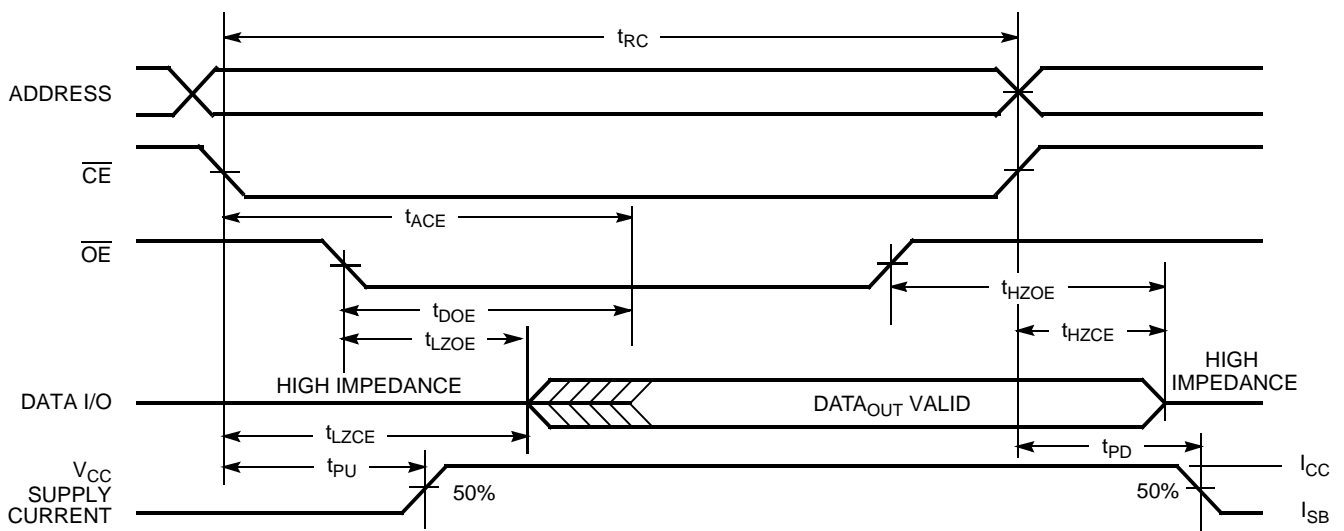 tRC
ADDRESS
CE
tACE
OE
tHZOE
tDOE
tLZOE
tHZCE
HIGH IMPEDANCE
HIGH
IMPEDANCE
DATA I/O
DATAOUT VALID
tLZCE
tPU
tPD
VCC
SUPPLY
CURRENT
50%
50%
ICC
ISB